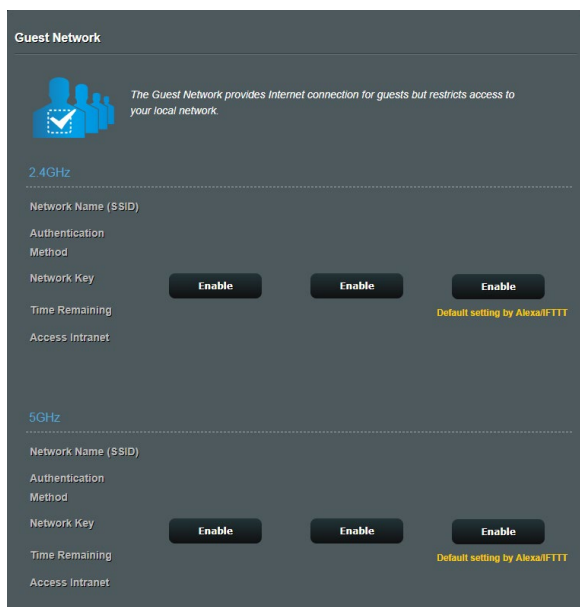 Guest Network
The Guest Network provides Internet connection for guests but restricts access to
your local network.
2.4GHz
Network Name (SSID)
Authentication
Method
Network Key
Enable Enable Enable
Time Remaining
Default setting by Alexa/IFTTT
Access Intranet
5GHz
Network Name (SSID)
Authentication
Method
Network Key
Enable Enable Enable
Time Remaining
Default setting by Alexa/IFTTT
Access Intranet